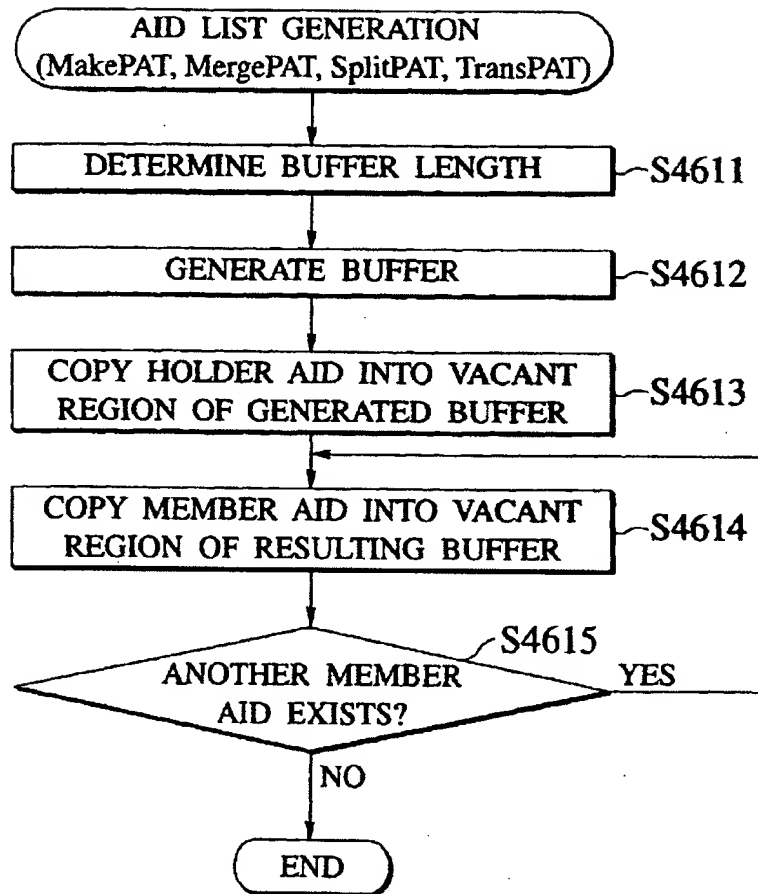 AID LIST GENERATION
(MakePAT, MergePAT, SplitPAT, TransPAT)
DETERMINE BUFFER LENGTH
S4611
GENERATE BUFFER
S4612
COPY HOLDER AID INTO VACANT
REGION OF GENERATED BUFFER
S4613
COPY MEMBER AID INTO VACANT
REGION OF RESULTING BUFFER
S4614
S4615
ANOTHER MEMBER
AID EXISTS?
YES
NO
END